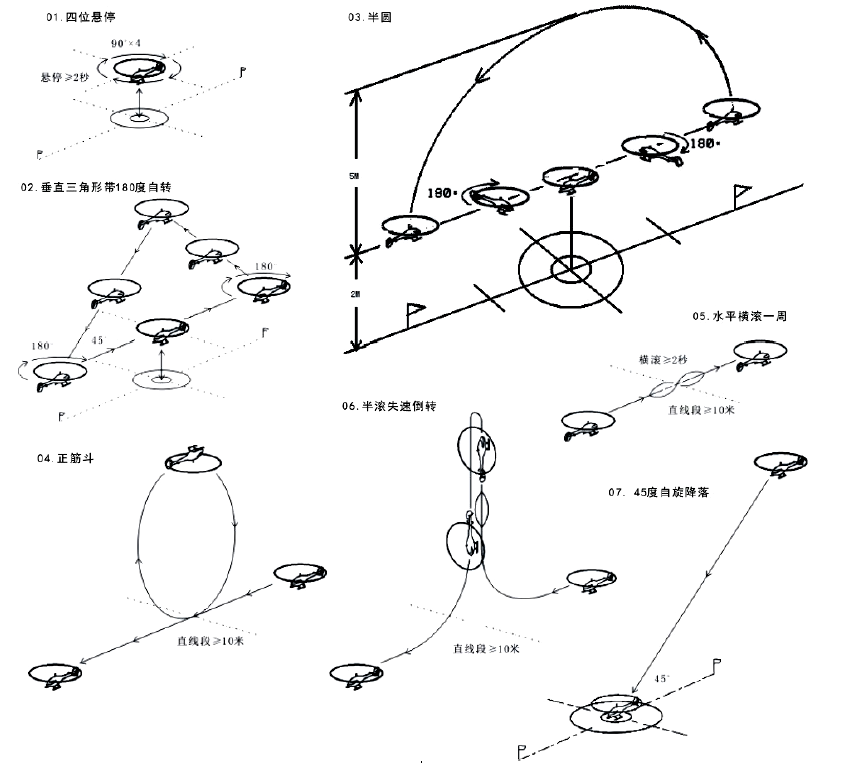 01.四位悬停
90°×4
悬停≥2秒
P
P
02.垂直三角形带180度自转
180°
45
180°
P
P
03.半圆
5M
2M
180°
180°
04.正筋斗
直线段≥10米
05.水平横滚一周
横滚≥2秒
直线段≥10米
06.半滚失速倒转
直线段≥10米
07. 45度自旋降落
45°
P
P